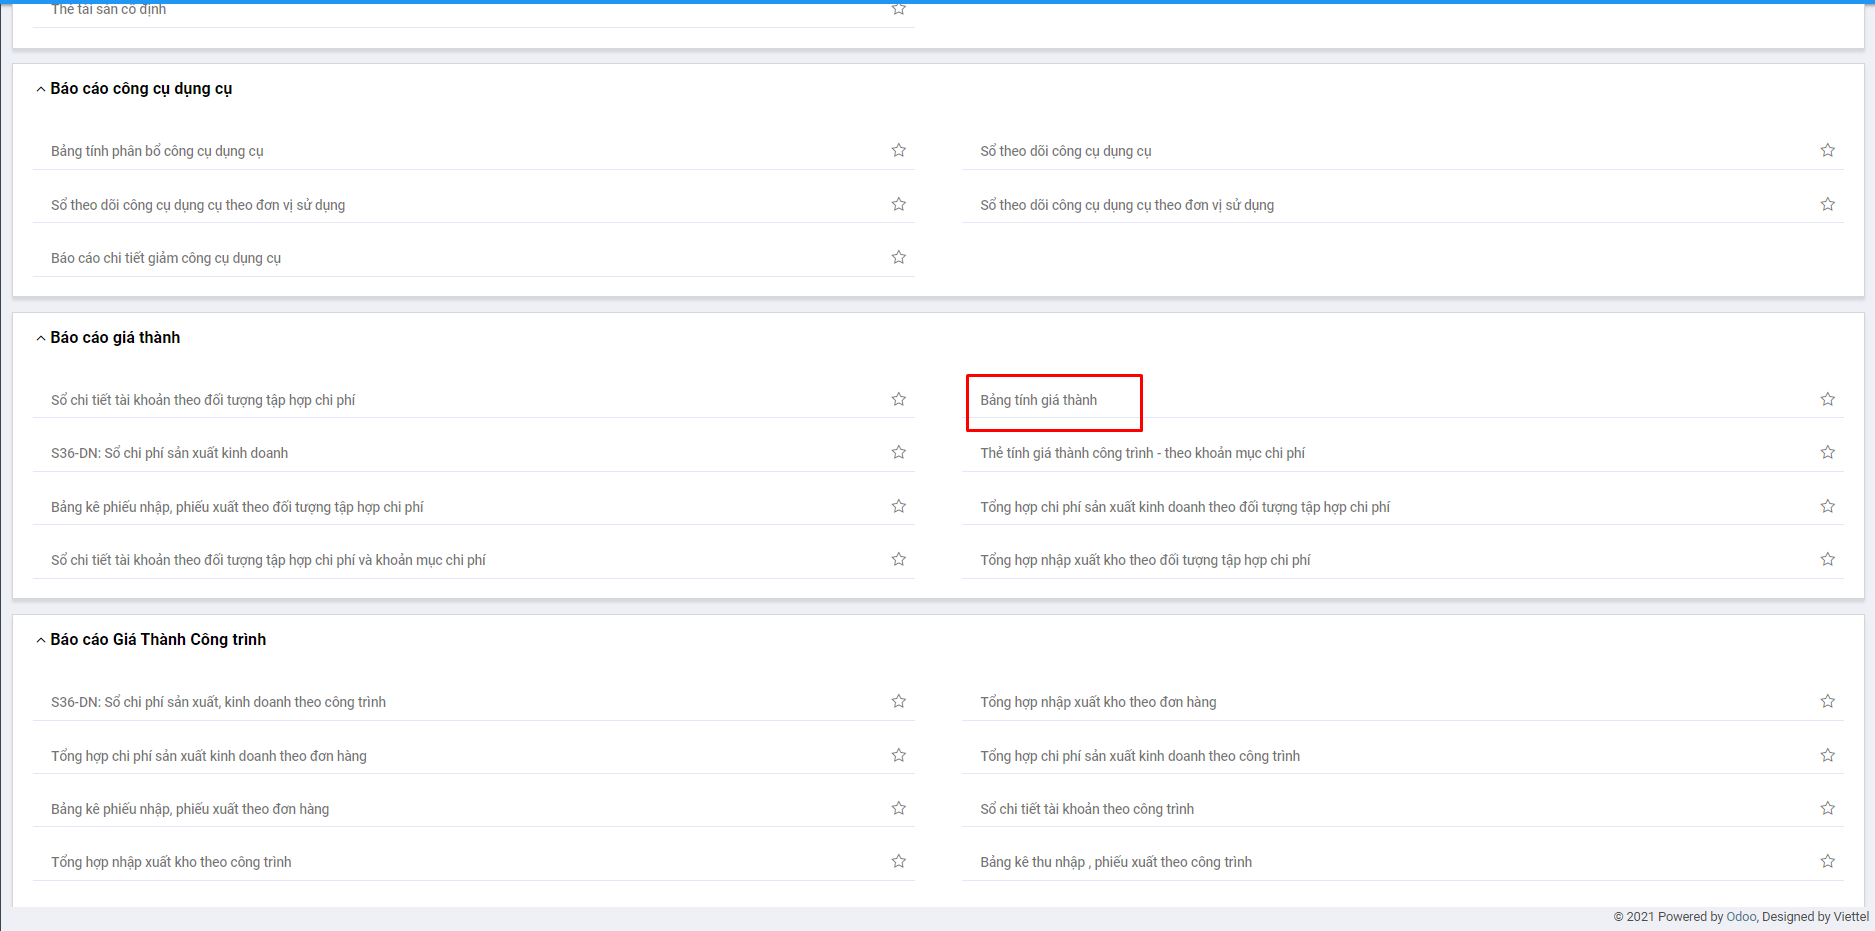 Thẻ tài sản cố định
Báo cáo công cụ dụng cụ
Bảng tính phân bổ công cụ dụng cụ
Sổ theo dõi công cụ dụng cụ
Sổ theo dõi công cụ dụng cụ theo đơn vị sử dụng
Sổ theo dõi công cụ dụng cụ theo đơn vị sử dụng
Báo cáo chi tiết giảm công cụ dụng cụ
Báo cáo giá thành
Sổ chi tiết tài khoản theo đối tượng tập hợp chi phí
Bảng tính giá thành
S36-DN: Sổ chi phí sản xuất kinh doanh
Thẻ tính giá thành công trình - theo khoản mục chi phí
Bảng kê phiếu nhập, phiếu xuất theo đối tượng tập hợp chi phí
Tổng hợp chi phí sản xuất kinh doanh theo đối tượng tập hợp chi phí
Sổ chi tiết tài khoản theo đối tượng tập hợp chi phí và khoản mục chi phí
Tổng hợp nhập xuất kho theo đối tượng tập hợp chi phí
Báo cáo Giá Thành Công trình
S36-DN: Sổ chi phí sản xuất, kinh doanh theo công trình
Tổng hợp nhập xuất kho theo đơn hàng
Tổng hợp chi phí sản xuất kinh doanh theo đơn hàng
Tổng hợp chi phí sản xuất kinh doanh theo công trình
Bảng kê phiếu nhập, phiếu xuất theo đơn hàng
Sổ chi tiết tài khoản theo công trình
Tổng hợp nhập xuất kho theo công trình
Bảng kê thu nhập , phiếu xuất theo công trình
© 2021 Powered by Odoo, Designed by Viettel